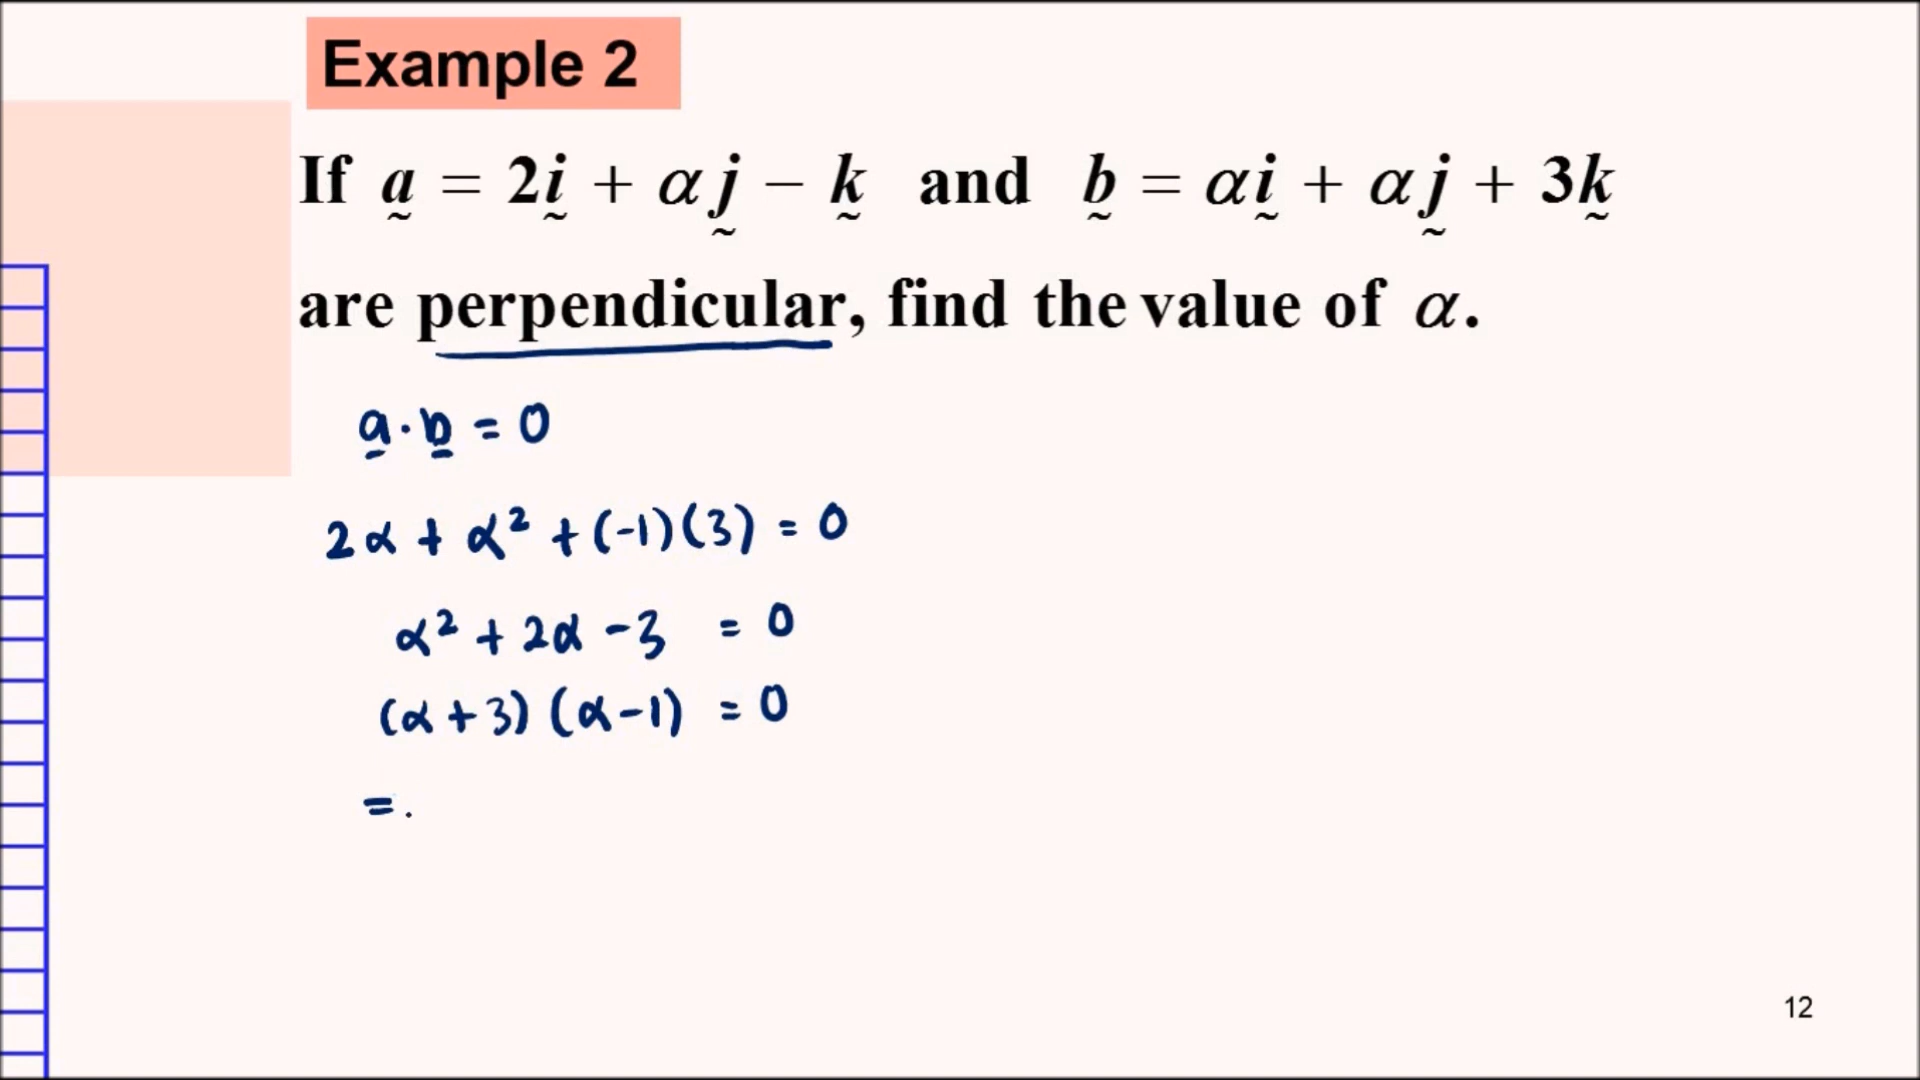 Example 2
If a = 2i + αj − k and b = αi + αj + 3k
are perpendicular, find the value of α.
a · b = 0
2α + α² + (-1)(3) = 0
α² + 2α - 3 = 0
(α + 3) (α - 1) = 0
= .
12